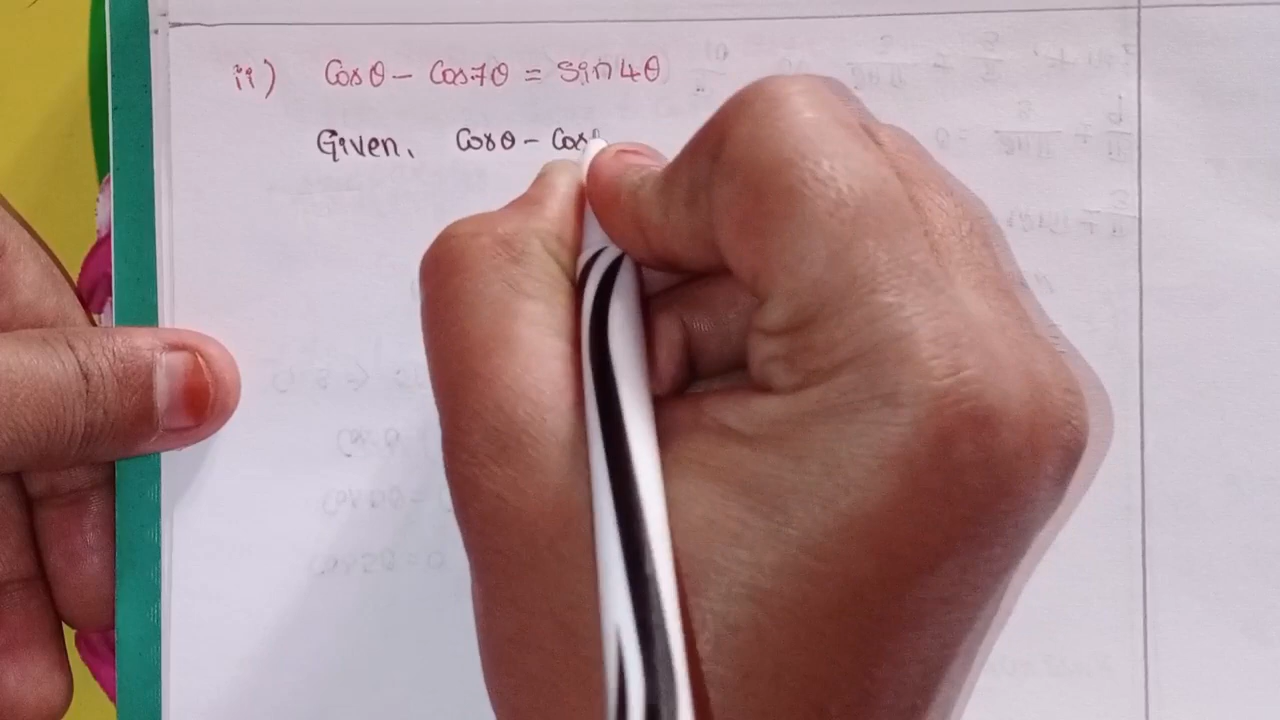 ii) Cosθ - Cos7θ = Sin4θ
Given, Cosθ - Cos